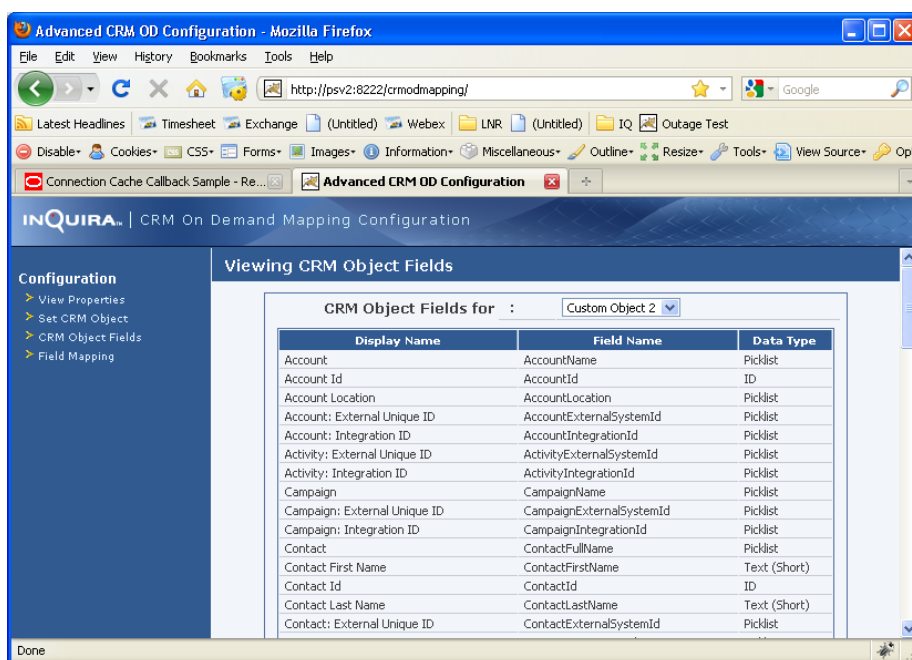 Advanced CRM OD Configuration - Mozilla Firefox
File Edit View History Bookmarks Tools Help
http://psv2:8222/crmodmapping/ Google
Latest Headlines Timesheet Exchange (Untitled) Webex LNR (Untitled) IQ Outage Test
Disable Cookies CSS Forms Images Information Miscellaneous Outline Resize Tools View Source Op
Connection Cache Callback Sample - Re... Advanced CRM OD Configuration
INQUIRA™ | CRM On Demand Mapping Configuration
Configuration
View Properties
Set CRM Object
CRM Object Fields
Field Mapping
Viewing CRM Object Fields
CRM Object Fields for : Custom Object 2
Display Name Field Name Data Type
Account AccountName Picklist
Account Id AccountId ID
Account Location AccountLocation Picklist
Account: External Unique ID AccountExternalSystemId Picklist
Account: Integration ID AccountIntegrationId Picklist
Activity: External Unique ID ActivityExternalSystemId Picklist
Activity: Integration ID ActivityIntegrationId Picklist
Campaign CampaignName Picklist
Campaign: External Unique ID CampaignExternalSystemId Picklist
Campaign: Integration ID CampaignIntegrationId Picklist
Contact ContactFullName Picklist
Contact First Name ContactFirstName Text (Short)
Contact Id ContactId ID
Contact Last Name ContactLastName Text (Short)
Contact: External Unique ID ContactExternalSystemId Picklist
Done